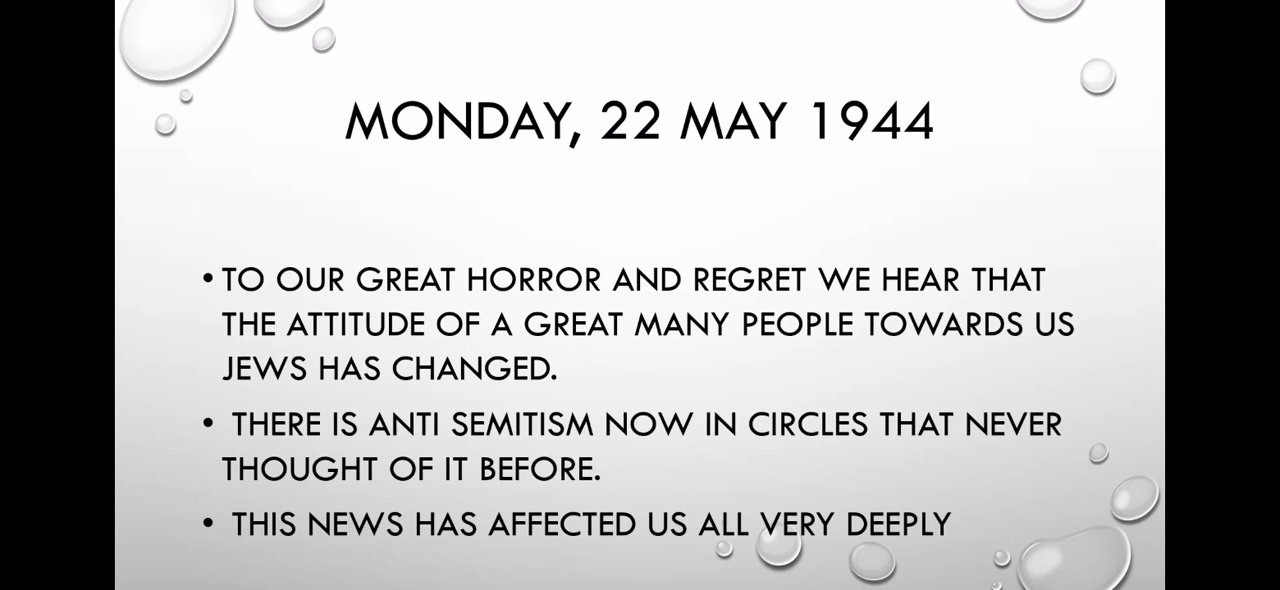 MONDAY, 22 MAY 1944
• TO OUR GREAT HORROR AND REGRET WE HEAR THAT
THE ATTITUDE OF A GREAT MANY PEOPLE TOWARDS US
JEWS HAS CHANGED.
• THERE IS ANTI SEMITISM NOW IN CIRCLES THAT NEVER
THOUGHT OF IT BEFORE.
• THIS NEWS HAS AFFECTED US ALL VERY DEEPLY